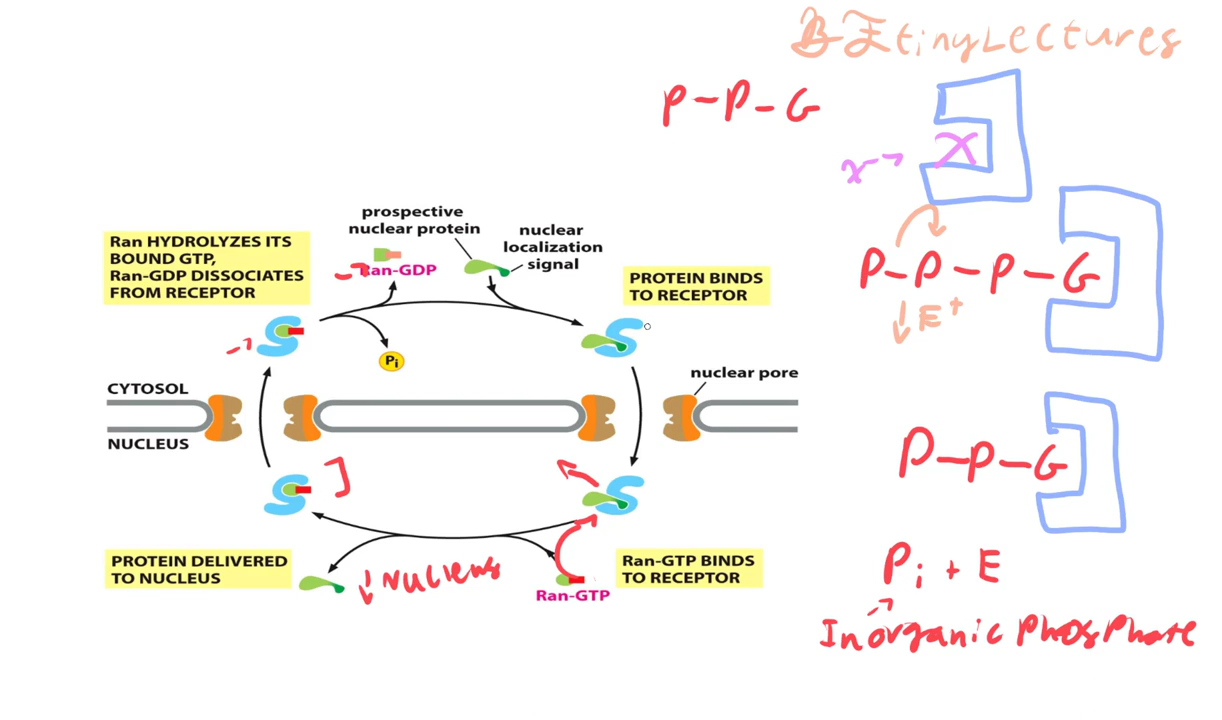 tinyLectures
P-P-G
x
X
prospective
nuclear protein
nuclear
localization
signal
Ran HYDROLYZES ITS
BOUND GTP,
Ran-GDP DISSOCIATES
FROM RECEPTOR
Ran-GDP
PROTEIN BINDS
TO RECEPTOR
P-P-P-G
E+
Pi
nuclear pore
CYTOSOL
NUCLEUS
P-P-G
PROTEIN DELIVERED
TO NUCLEUS
Nucleus
Ran-GTP
Ran-GTP BINDS
TO RECEPTOR
Pi + E
Inorganic Phosphate